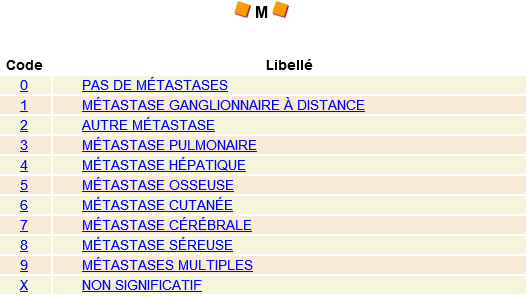 M
Code Libellé
0 PAS DE MÉTASTASES
1 MÉTASTASE GANGLIONNAIRE À DISTANCE
2 AUTRE MÉTASTASE
3 MÉTASTASE PULMONAIRE
4 MÉTASTASE HÉPATIQUE
5 MÉTASTASE OSSEUSE
6 MÉTASTASE CUTANÉE
7 MÉTASTASE CÉRÉBRALE
8 MÉTASTASE SÉREUSE
9 MÉTASTASES MULTIPLES
X NON SIGNIFICATIF